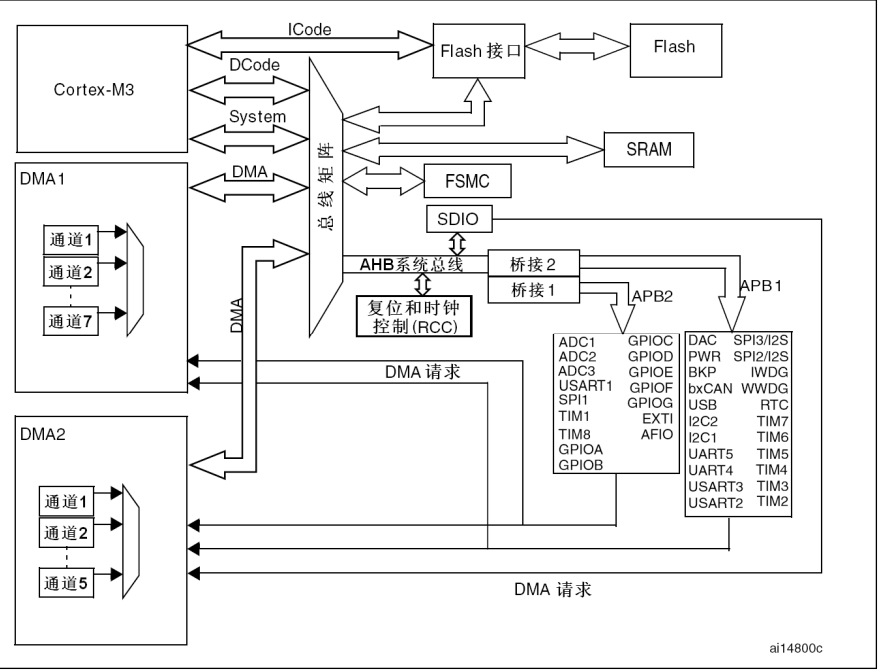 ICode
Cortex-M3
DCode
System
Flash 接口
Flash
SRAM
DMA1
DMA
总线矩阵
FSMC
SDIO
通道1
通道2
通道7
AHB系统总线
桥接2
桥接1
复位和时钟
控制(RCC)
APB2
APB1
DMA
DMA 请求
ADC1 GPIOC
ADC2 GPIOD
ADC3 GPIOE
USART1 GPIOF
SPI1 GPIOG
TIM1 EXTI
TIM8 AFIO
GPIOA
GPIOB
DAC SPI3/I2S
PWR SPI2/I2S
BKP IWDG
bxCAN WWDG
USB RTC
I2C2 TIM7
I2C1 TIM6
UART5 TIM5
UART4 TIM4
USART3 TIM3
USART2 TIM2
DMA2
通道1
通道2
通道5
DMA 请求
ai14800c